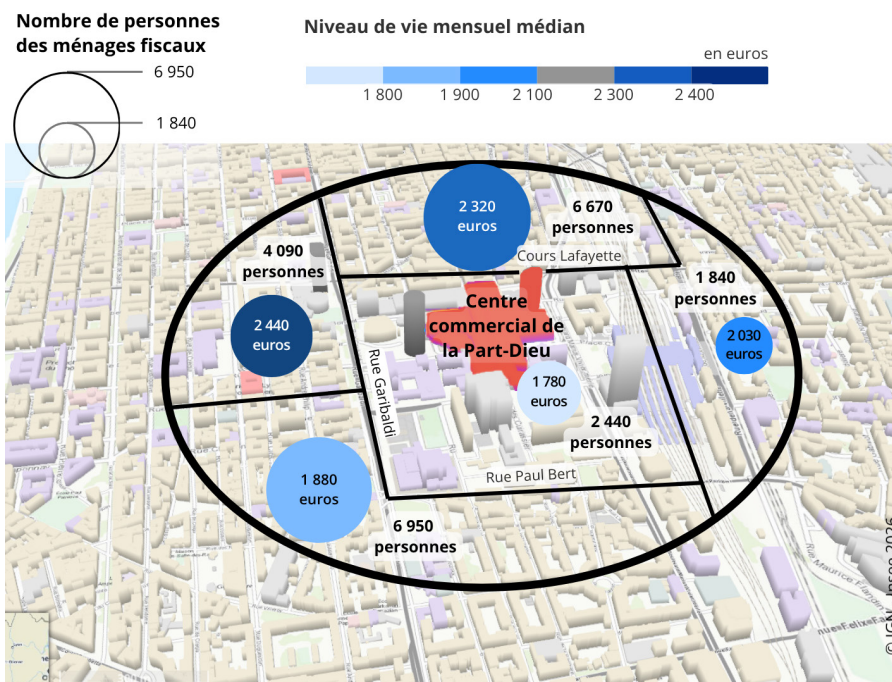 Nombre de personnes
des ménages fiscaux
6 950
1 840
Niveau de vie mensuel médian
en euros
1 800
1 900
2 100
2 300
2 400
2 320
euros
6 670
personnes
Cours Lafayette
4 090
personnes
1 840
personnes
Centre
commercial de
la Part-Dieu
2 440
euros
2 030
euros
Rue Garibaldi
1 780
euros
2 440
personnes
Rue Paul Bert
1 880
euros
6 950
personnes
Rue Maurice Flandin
© IGN - Insee 2026